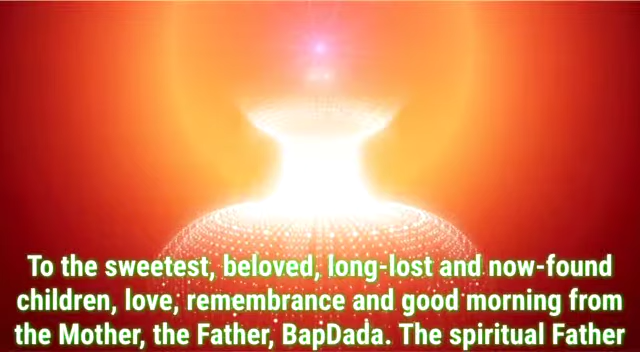 To the sweetest, beloved, long-lost and now-found
children, love, remembrance and good morning from
the Mother, the Father, BapDada. The spiritual Father